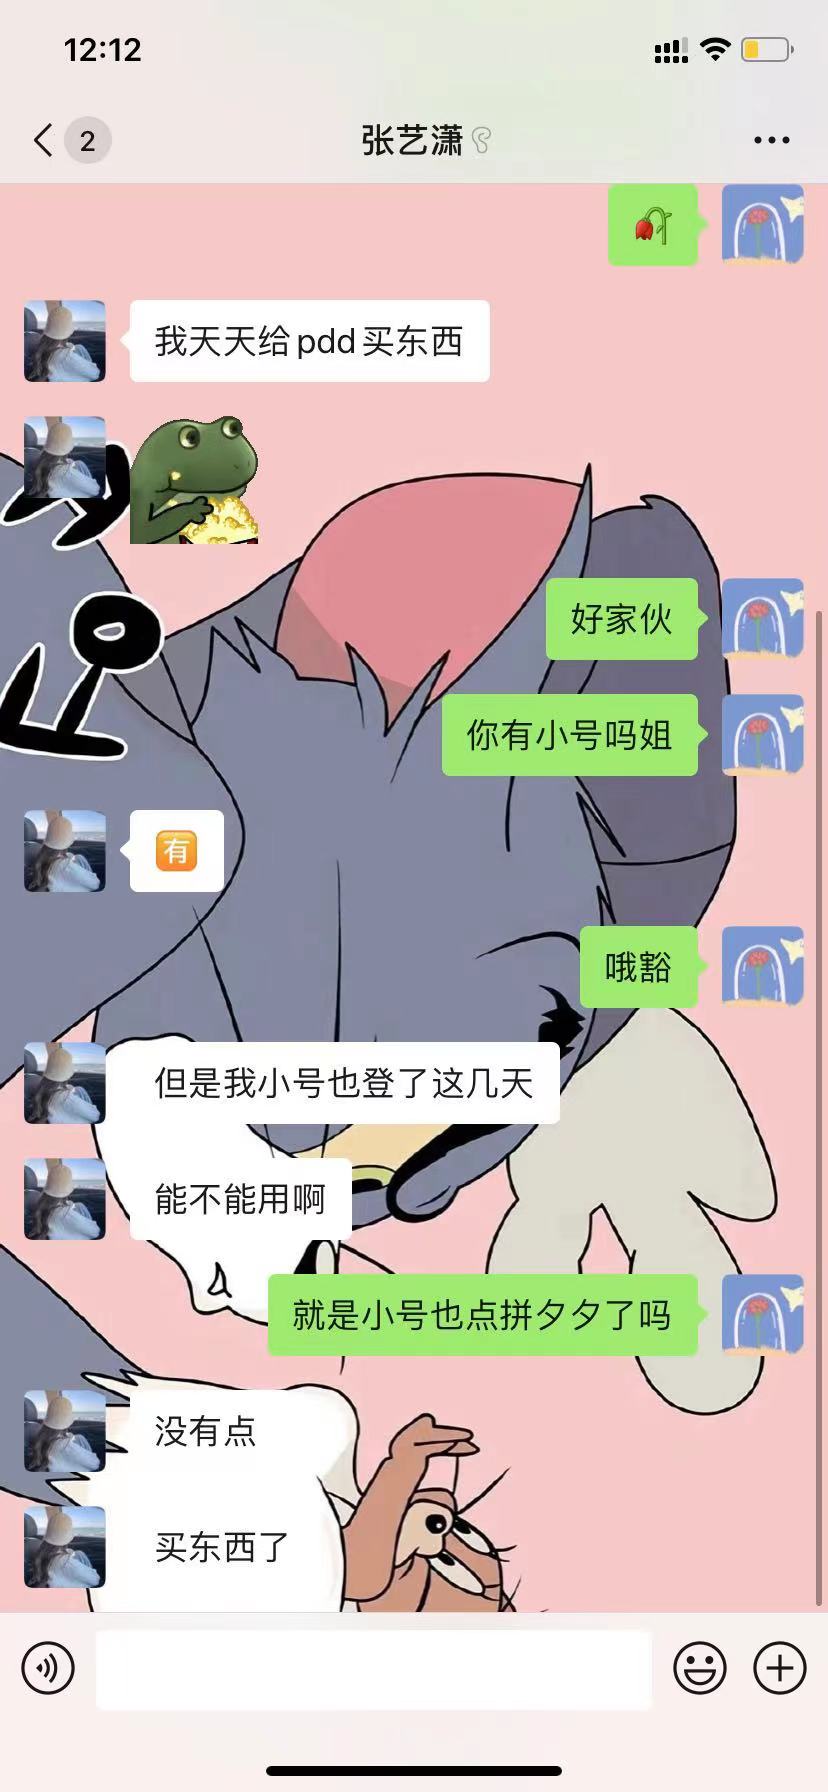 12:12
2
张艺潇
我天天给pdd买东西
好家伙
你有小号吗姐
有
哦豁
但是我小号也登了这几天
能不能用啊
就是小号也点拼夕夕了吗
没有点
买东西了